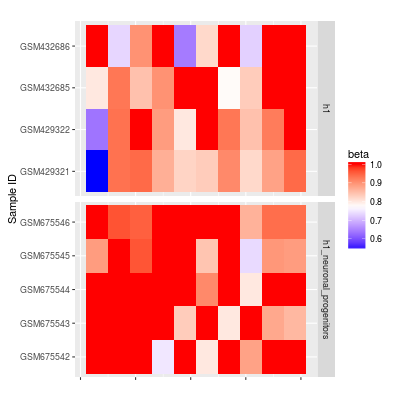 GSM432686
GSM432685
GSM429322
GSM429321
h1
Sample ID
GSM675546
GSM675545
GSM675544
GSM675543
GSM675542
h1_neuronal_progenitors
beta
1.0
0.9
0.8
0.7
0.6